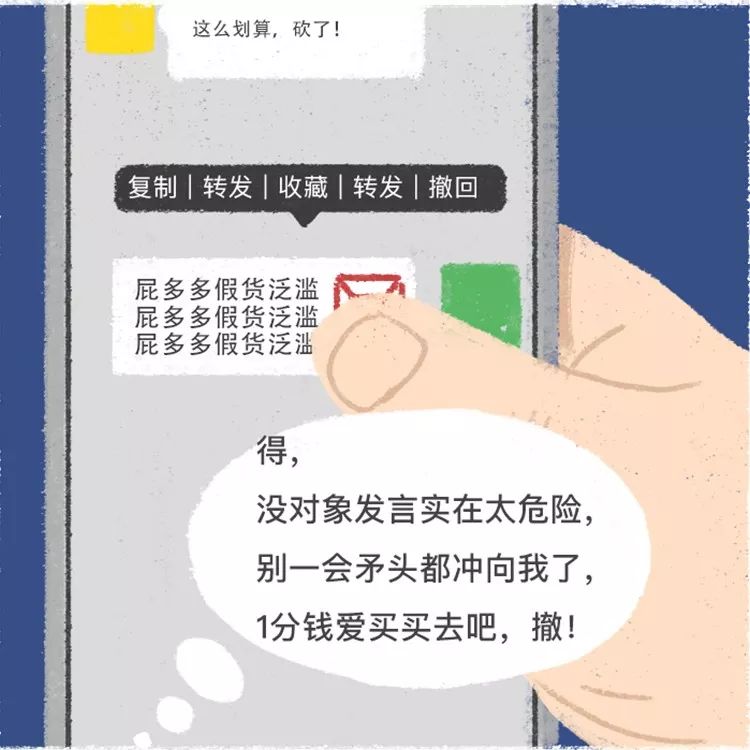 这么划算，砍了！
复制｜转发｜收藏｜转发｜撤回
屁多多假货泛滥
屁多多假货泛滥
屁多多假货泛滥
得，
没对象发言实在太危险，
别一会矛头都冲向我了，
1分钱爱买买去吧，撤！